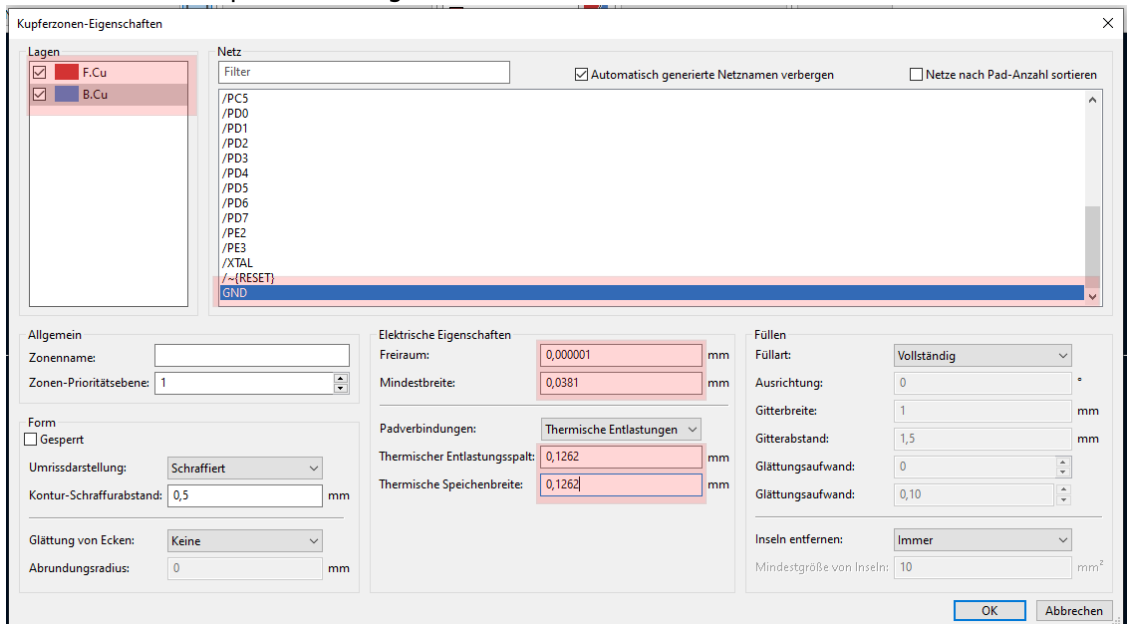 Kupferzonen-Eigenschaften
Lagen
F.Cu
B.Cu
Netz
Filter
Automatisch generierte Netznamen verbergen
Netze nach Pad-Anzahl sortieren
/PC5
/PD0
/PD1
/PD2
/PD3
/PD4
/PD5
/PD6
/PD7
/PE2
/PE3
/XTAL
/~{RESET}
GND
Allgemein
Zonenname:
Zonen-Prioritätsebene: 1
Form
Gesperrt
Umrissdarstellung: Schraffiert
Kontur-Schraffurabstand: 0,5 mm
Glättung von Ecken: Keine
Abrundungsradius: 0 mm
Elektrische Eigenschaften
Freiraum: 0,000001 mm
Mindestbreite: 0,0381 mm
Padverbindungen: Thermische Entlastungen
Thermischer Entlastungsspalt: 0,1262 mm
Thermische Speichenbreite: 0,1262 mm
Füllen
Füllart: Vollständig
Ausrichtung: 0 °
Gitterbreite: 1 mm
Gitterabstand: 1,5 mm
Glättungsaufwand: 0
Glättungsaufwand: 0,10
Inseln entfernen: Immer
Mindestgröße von Inseln: 10 mm²
OK
Abbrechen